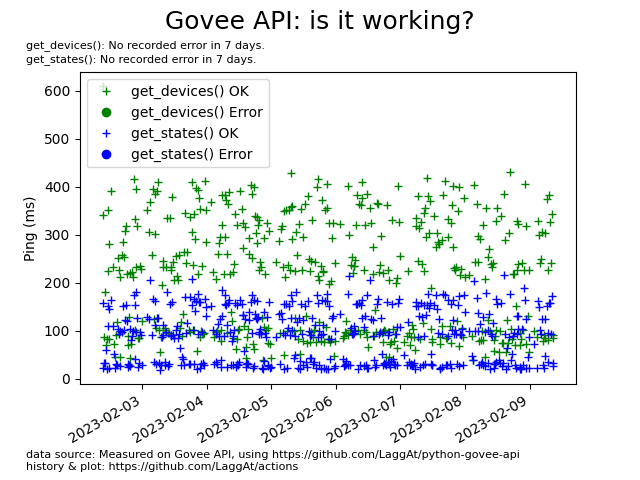 Govee API: is it working?
get_devices(): No recorded error in 7 days.
get_states(): No recorded error in 7 days.
get_devices() OK
get_devices() Error
get_states() OK
get_states() Error
Ping (ms)
600
500
400
300
200
100
0
2023-02-03
2023-02-04
2023-02-05
2023-02-06
2023-02-07
2023-02-08
2023-02-09
data source: Measured on Govee API, using https://github.com/LaggAt/python-govee-api
history & plot: https://github.com/LaggAt/actions